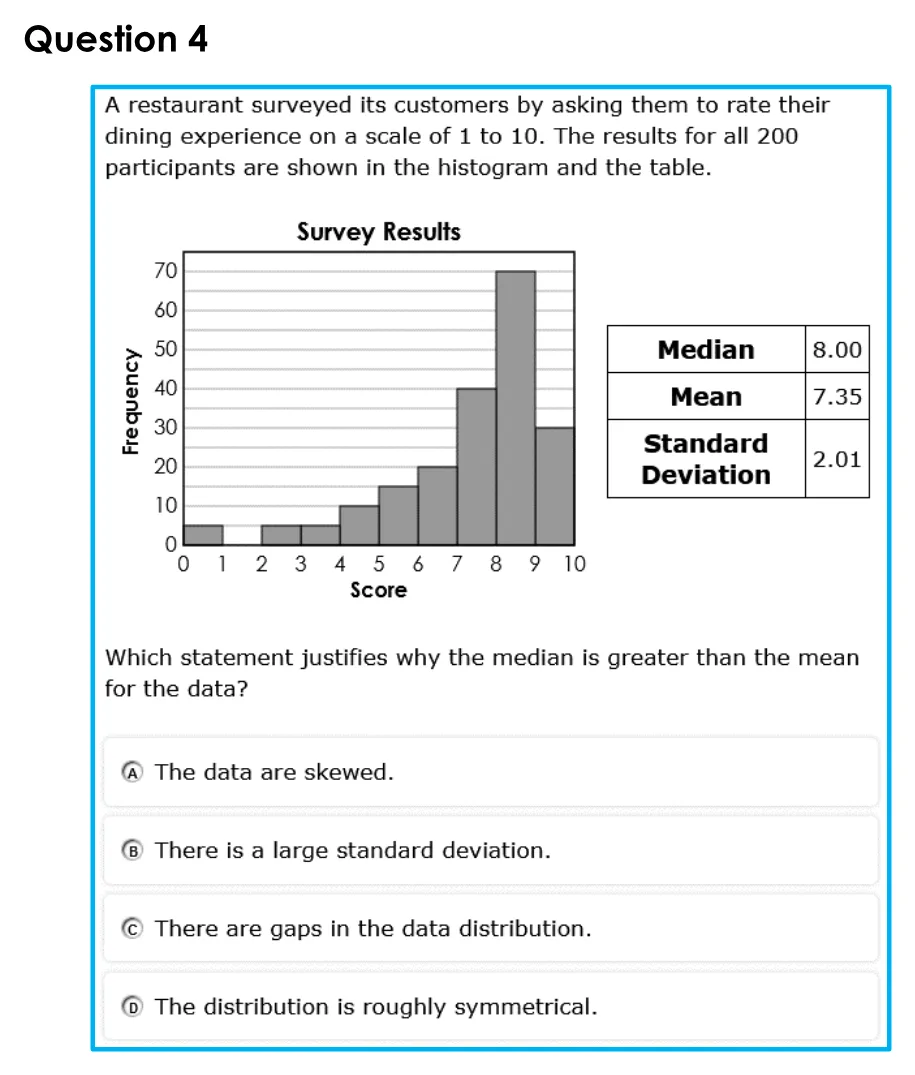 Question 4
A restaurant surveyed its customers by asking them to rate their
dining experience on a scale of 1 to 10. The results for all 200
participants are shown in the histogram and the table.
Survey Results
70
60
50
40
30
20
10
0
Frequency
0 1 2 3 4 5 6 7 8 9 10
Score
Median 8.00
Mean 7.35
Standard
Deviation 2.01
Which statement justifies why the median is greater than the mean
for the data?
A The data are skewed.
B There is a large standard deviation.
C There are gaps in the data distribution.
D The distribution is roughly symmetrical.